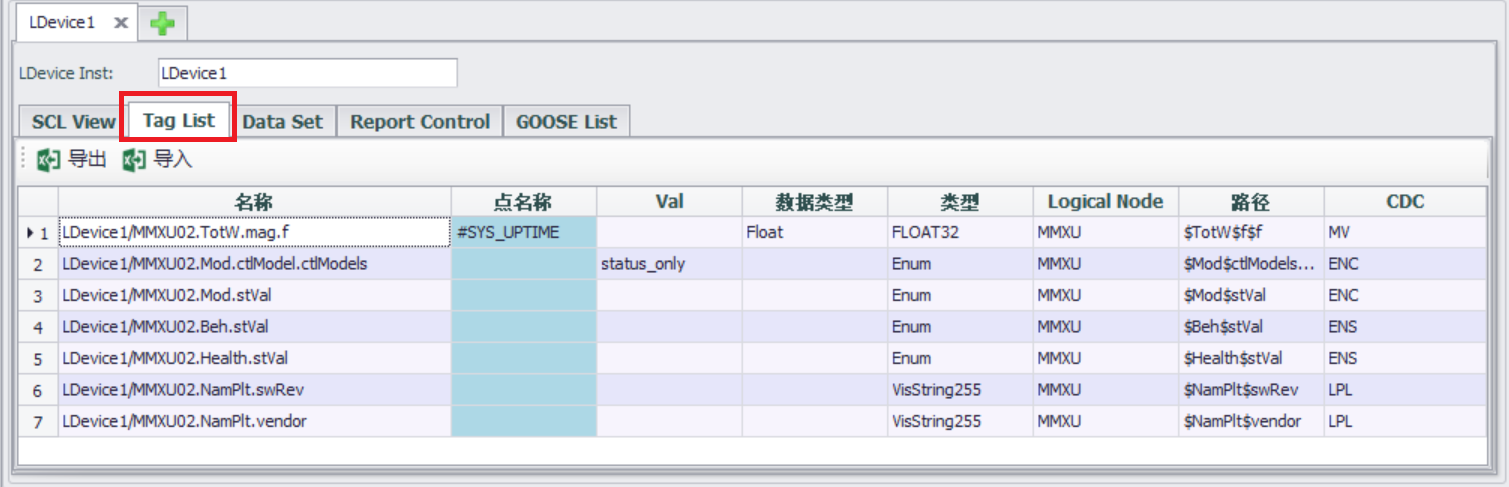 LDevice1
LDevice Inst: LDevice1
SCL View Tag List Data Set Report Control GOOSE List
导出 导入
名称 点名称 Val 数据类型 类型 Logical Node 路径 CDC
1 LDevice1/MMXU02.TotW.mag.f #SYS_UPTIME Float FLOAT32 MMXU $TotW$f$f MV
2 LDevice1/MMXU02.Mod.ctlModel.ctlModels status_only Enum MMXU $Mod$ctlModels... ENC
3 LDevice1/MMXU02.Mod.stVal Enum MMXU $Mod$stVal ENC
4 LDevice1/MMXU02.Beh.stVal Enum MMXU $Beh$stVal ENS
5 LDevice1/MMXU02.Health.stVal Enum MMXU $Health$stVal ENS
6 LDevice1/MMXU02.NamPlt.swRev VisString255 MMXU $NamPlt$swRev LPL
7 LDevice1/MMXU02.NamPlt.vendor VisString255 MMXU $NamPlt$vendor LPL